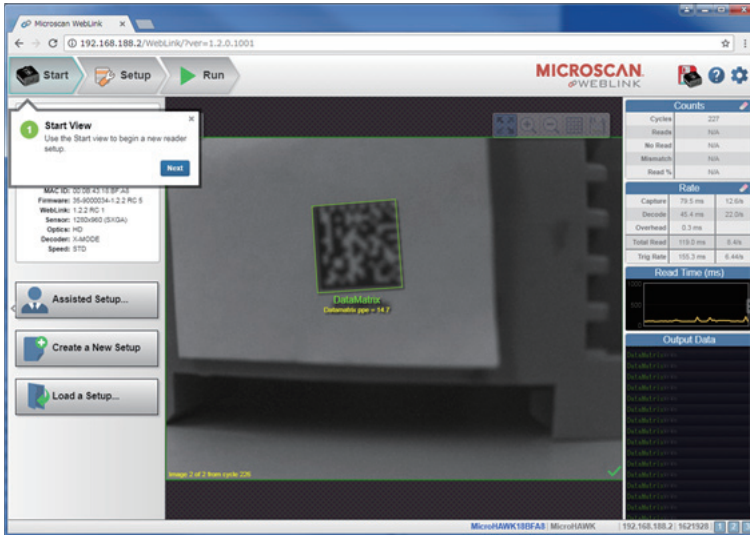 Microscan WebLink
192.168.188.2/WebLink/?ver=1.2.0.1001
Start
Setup
Run
MICROSCAN
WEBLINK
1
Start View
Use the Start view to begin a new reader setup.
Next
MAC ID: 00:0B:43:18:BF:A8
Firmware: 35-9000034-1.2.2 RC 5
WebLink: 1.2.2 RC 1
Sensor: 1280x960 (SXGA)
Optics: HD
Decoder: X-MODE
Speed: STD
Assisted Setup...
Create a New Setup
Load a Setup...
DataMatrix
Datamatrix ppe = 14.7
Image 2 of 2 from cycle 226
Counts
Cycles 227
Reads N/A
No Read N/A
Mismatch N/A
Read % N/A
Rate
Capture 79.5 ms 12.6/s
Decode 45.4 ms 22.0/s
Overhead 0.3 ms
Total Read 119.0 ms 8.4/s
Trig Rate 155.3 ms 6.44/s
Read Time (ms)
1000
500
0
Output Data
MicroHAWK18BFA8 MicroHAWK 192.168.188.2 1621928 1 2 3